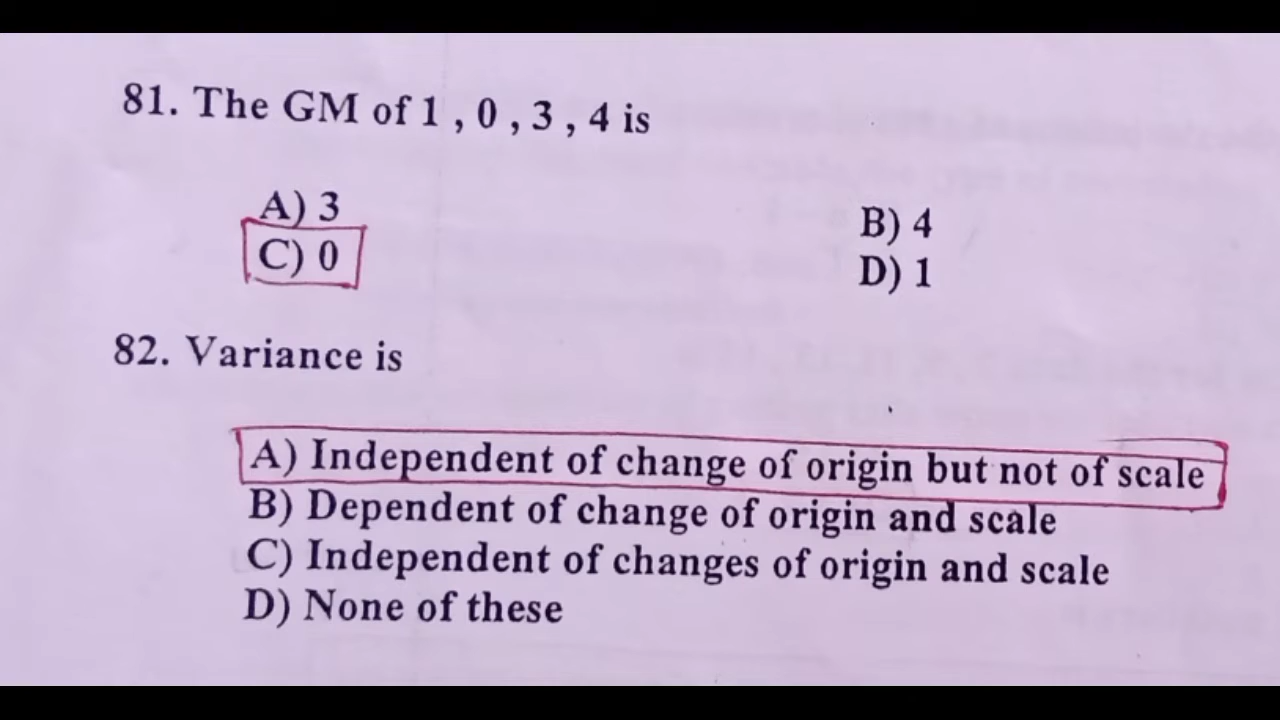 81. The GM of 1 , 0 , 3 , 4 is
A) 3
B) 4
C) 0
D) 1
82. Variance is
A) Independent of change of origin but not of scale
B) Dependent of change of origin and scale
C) Independent of changes of origin and scale
D) None of these